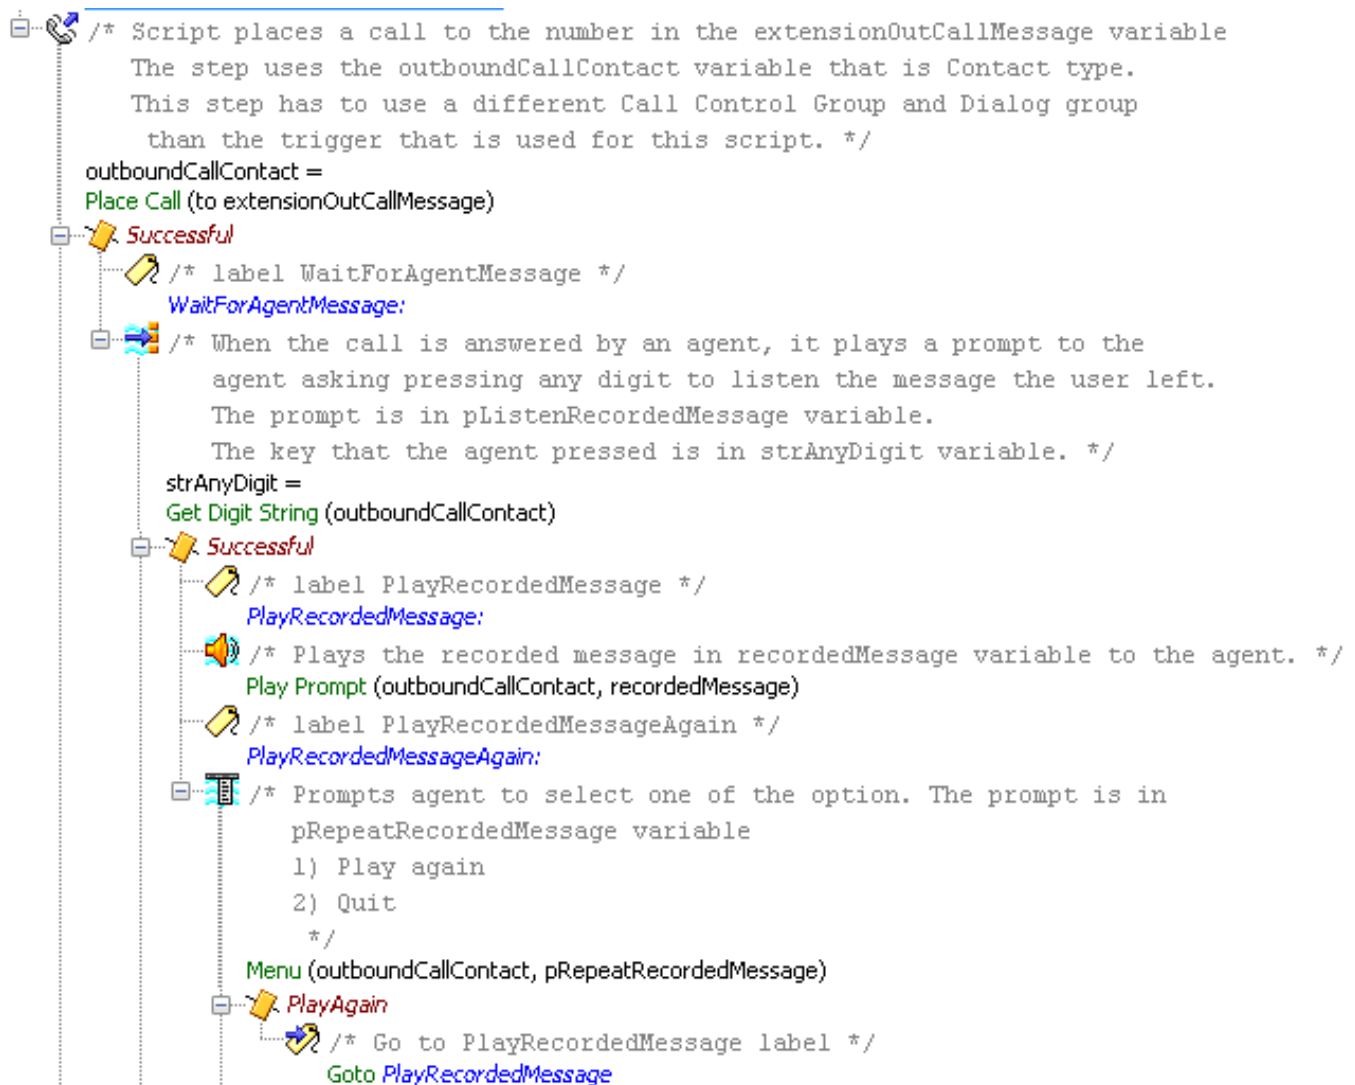 /* Script places a call to the number in the extensionOutCallMessage variable
The step uses the outboundCallContact variable that is Contact type.
This step has to use a different Call Control Group and Dialog group
than the trigger that is used for this script. */
outboundCallContact =
Place Call (to extensionOutCallMessage)
Successful
/* label WaitForAgentMessage */
WaitForAgentMessage:
/* When the call is answered by an agent, it plays a prompt to the
agent asking pressing any digit to listen the message the user left.
The prompt is in pListenRecordedMessage variable.
The key that the agent pressed is in strAnyDigit variable. */
strAnyDigit =
Get Digit String (outboundCallContact)
Successful
/* label PlayRecordedMessage */
PlayRecordedMessage:
/* Plays the recorded message in recordedMessage variable to the agent. */
Play Prompt (outboundCallContact, recordedMessage)
/* label PlayRecordedMessageAgain */
PlayRecordedMessageAgain:
/* Prompts agent to select one of the option. The prompt is in
pRepeatRecordedMessage variable
1) Play again
2) Quit
*/
Menu (outboundCallContact, pRepeatRecordedMessage)
PlayAgain
/* Go to PlayRecordedMessage label */
Goto PlayRecordedMessage